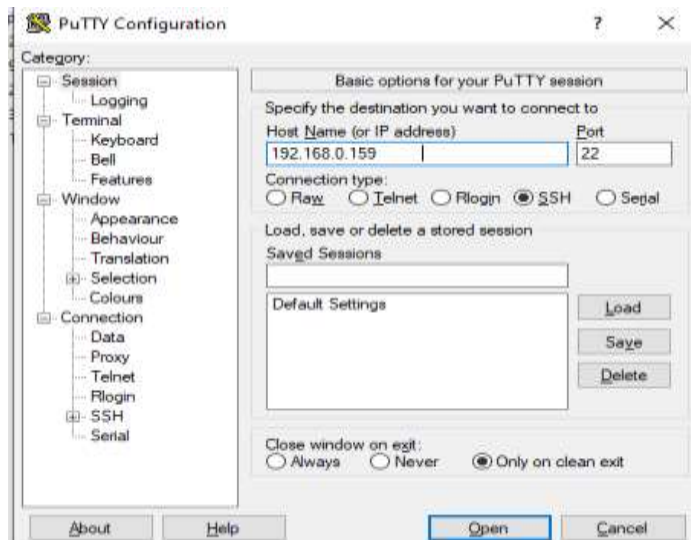 PuTTY Configuration ? ×
Category:
Session
Logging
Terminal
Keyboard
Bell
Features
Window
Appearance
Behaviour
Translation
Selection
Colours
Connection
Data
Proxy
Telnet
Rlogin
SSH
Serial
Basic options for your PuTTY session
Specify the destination you want to connect to
Host Name (or IP address) Port
192.168.0.159 22
Connection type:
Raw Telnet Rlogin SSH Serial
Load, save or delete a stored session
Saved Sessions
Default Settings
Load
Save
Delete
Close window on exit:
Always Never Only on clean exit
About Help Open Cancel